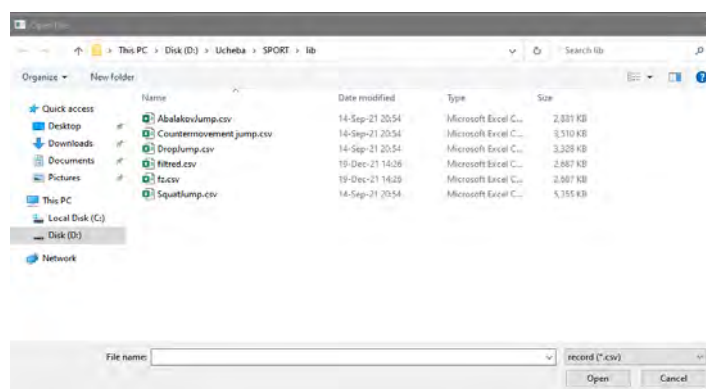 Open File
This PC > Disk (D:) > Ucheba > SPORT > lib
Search lib
Organize
New folder
Name Date modified Type Size
Quick access
Desktop
Downloads
Documents
Pictures
This PC
Local Disk (C:)
Disk (D:)
Network
AbalakovJump.csv 14-Sep-21 20:54 Microsoft Excel C... 2,881 KB
Countermovement jump.csv 14-Sep-21 20:54 Microsoft Excel C... 3,510 KB
DropJump.csv 14-Sep-21 20:54 Microsoft Excel C... 3,328 KB
filtred.csv 19-Dec-21 14:26 Microsoft Excel C... 2,687 KB
fz.csv 19-Dec-21 14:26 Microsoft Excel C... 2,687 KB
SquatJump.csv 14-Sep-21 20:54 Microsoft Excel C... 5,355 KB
File name:
record (*.csv)
Open Cancel